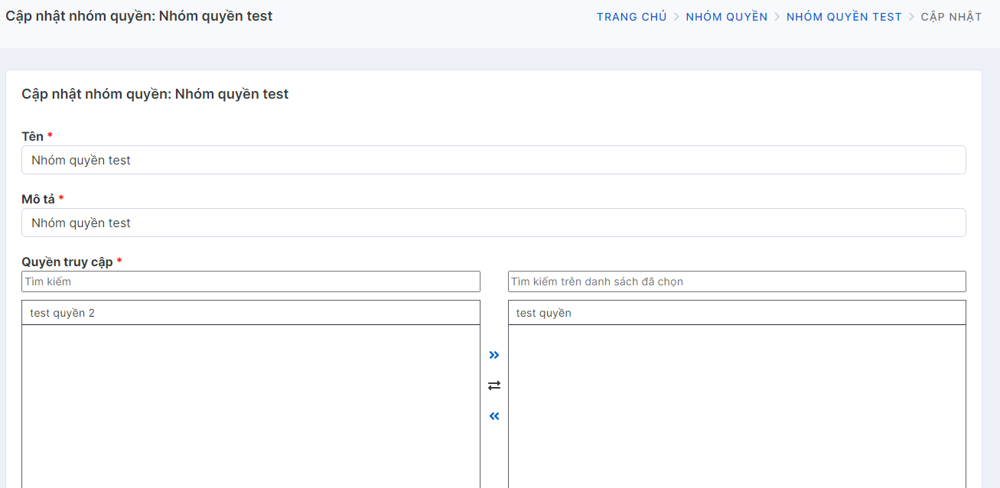 Cập nhật nhóm quyền: Nhóm quyền test
TRANG CHỦ > NHÓM QUYỀN > NHÓM QUYỀN TEST > CẬP NHẬT
Cập nhật nhóm quyền: Nhóm quyền test
Tên *
Nhóm quyền test
Mô tả *
Nhóm quyền test
Quyền truy cập *
Tìm kiếm
Tìm kiếm trên danh sách đã chọn
test quyền 2
test quyền